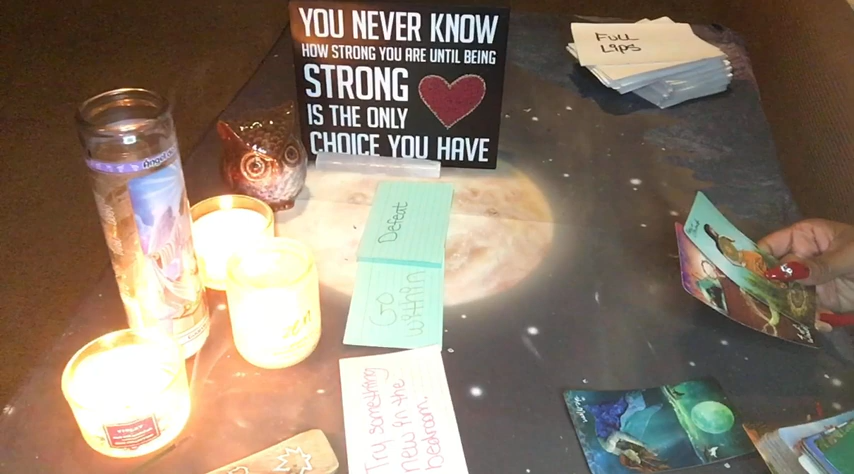 YOU NEVER KNOW
HOW STRONG YOU ARE UNTIL BEING
STRONG
IS THE ONLY
CHOICE YOU HAVE
FULL
LIPS
Defeat
Go
within
Try something
new in the
bedroom.